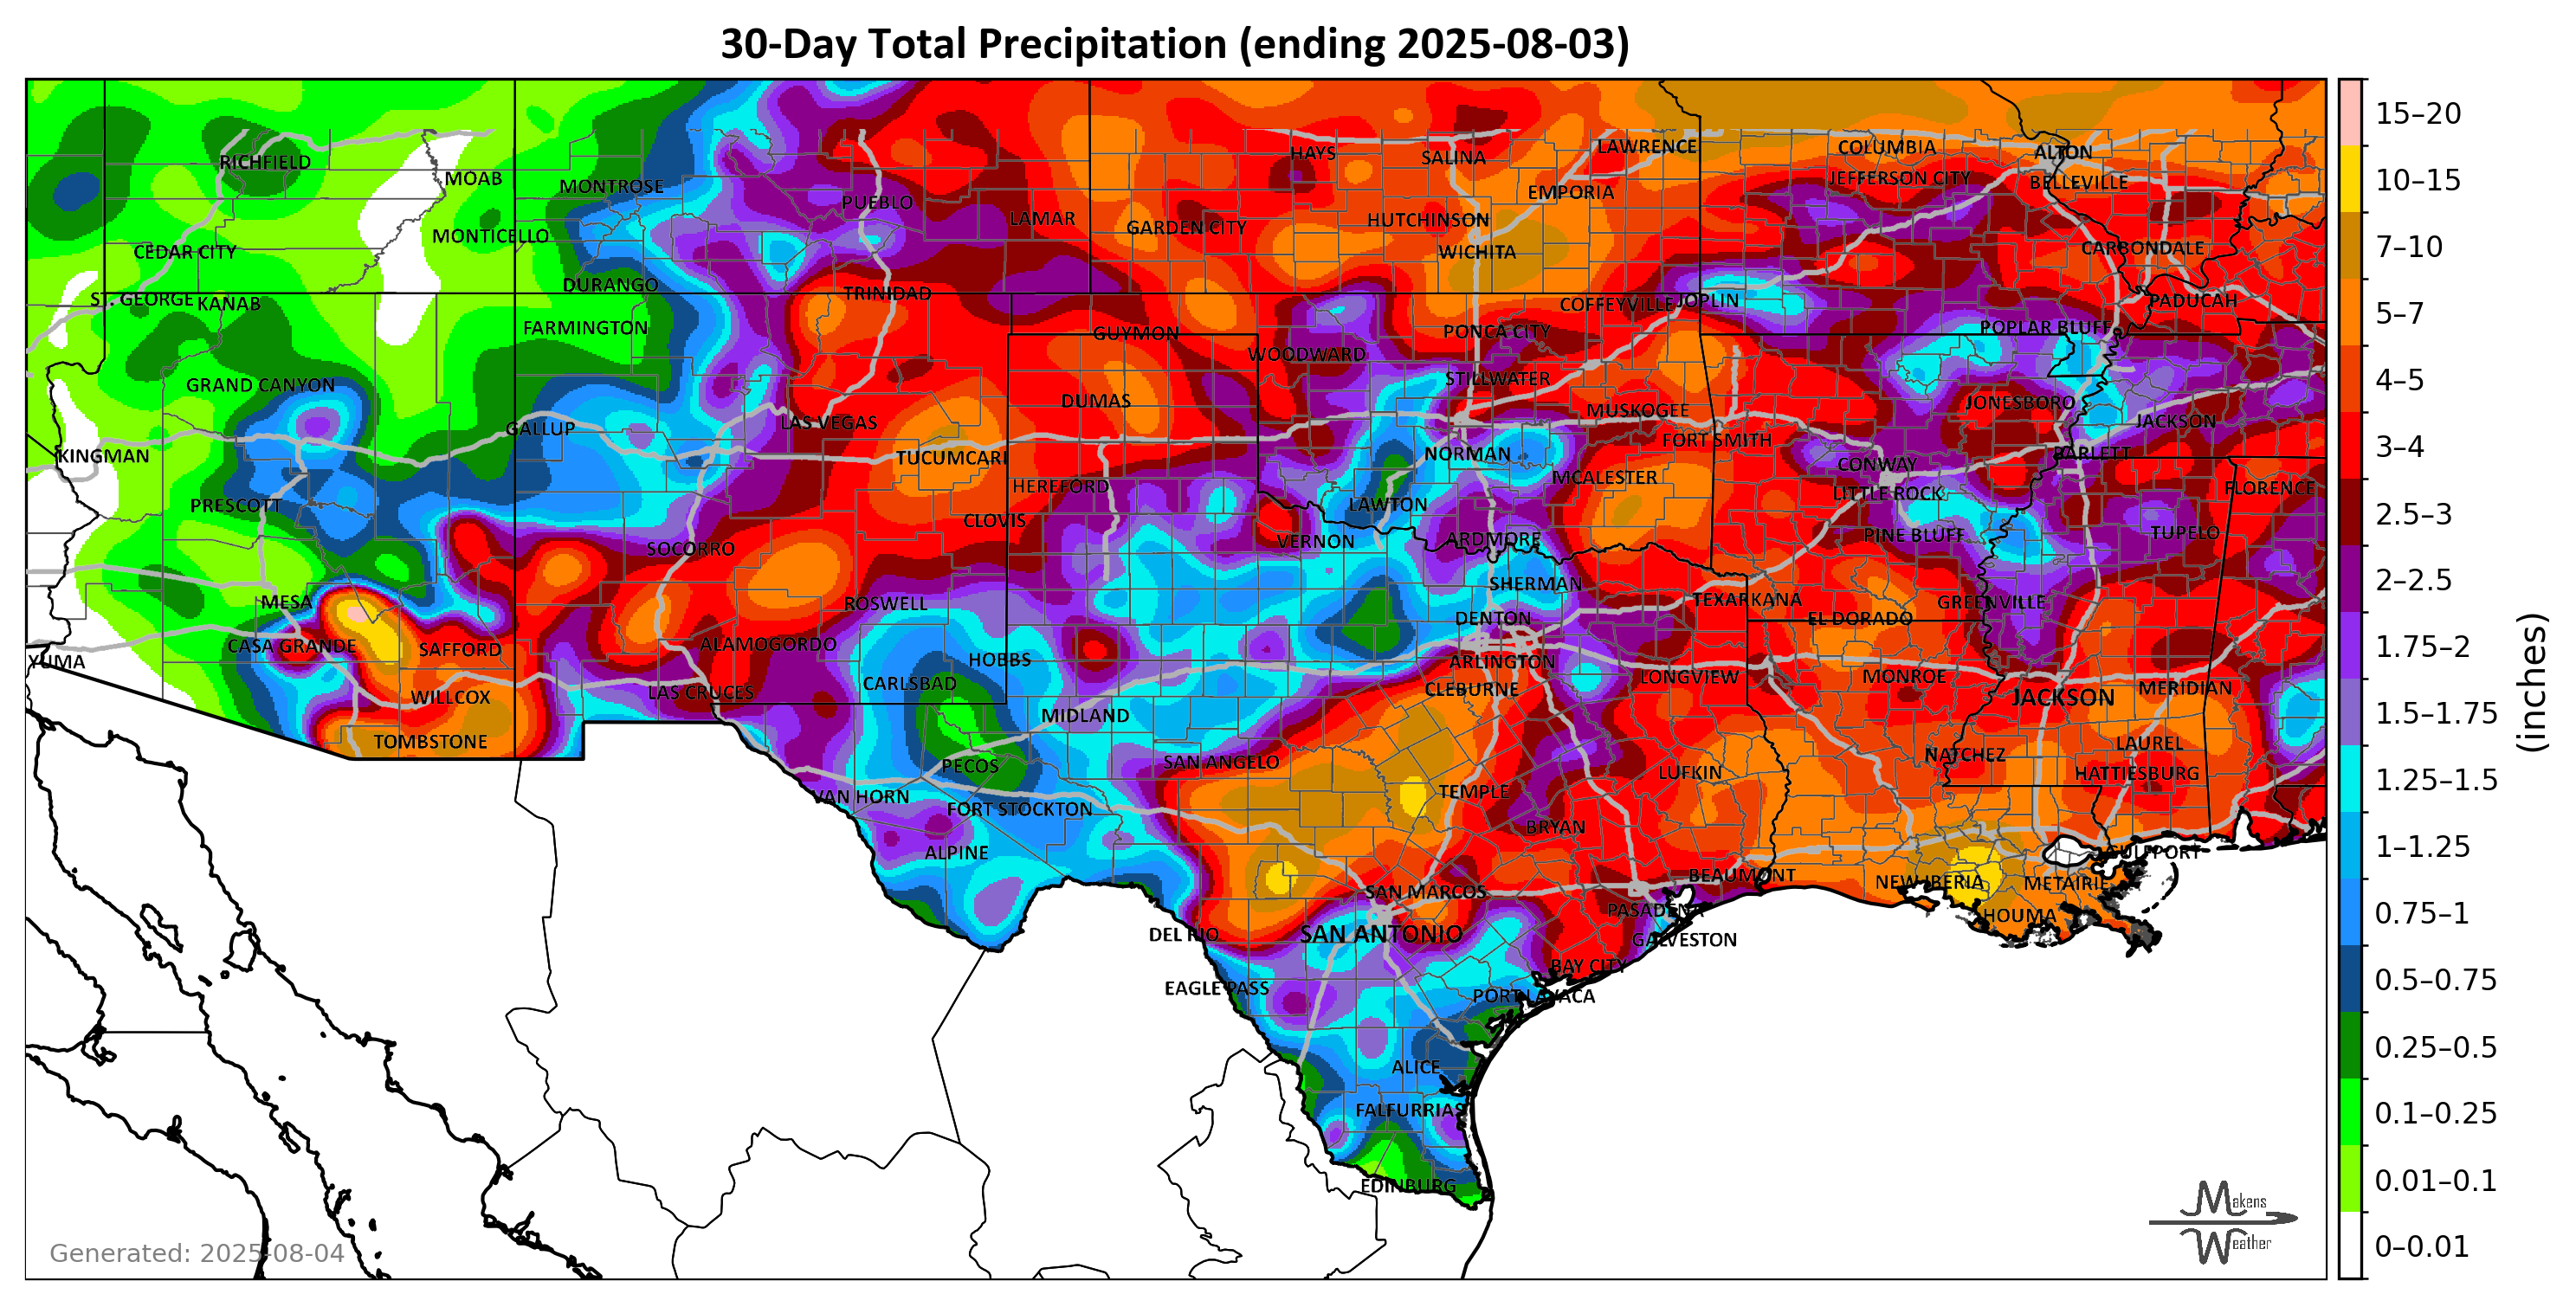 30-Day Total Precipitation (ending 2025-08-03)
HAYS
SALINA
LAWRENCE
COLUMBIA
ALTON
RICHFIELD
MOAB
MONTROSE
EMPORIA
JEFFERSON CITY
BELLEVILLE
PUEBLO
LAMAR
GARDEN CITY
HUTCHINSON
MONTICELLO
CEDAR CITY
WICHITA
CARBONDALE
DURANGO
TRINIDAD
ST. GEORGE
KANAB
COFFEYVILLE
JOPLIN
PADUCAH
FARMINGTON
GUYMON
PONCA CITY
POPLAR BLUFF
WOODWARD
GRAND CANYON
STILLWATER
DUMAS
MUSKOGEE
JONESBORO
GALLUP
LAS VEGAS
FORT SMITH
JACKSON
KINGMAN
TUCUMCARI
NORMAN
CONWAY
BARLETT
HEREFORD
MCALESTER
FLORENCE
PRESCOTT
LAWTON
LITTLE ROCK
CLOVIS
SOCORRO
VERNON
ARDMORE
PINE BLUFF
TUPELO
SHERMAN
MESA
ROSWELL
DENTON
TEXARKANA
GREENVILLE
EL DORADO
CASA GRANDE
SAFFORD
ALAMOGORDO
HOBBS
ARLINGTON
YUMA
CARLSBAD
LONGVIEW
MONROE
WILLCOX
LAS CRUCES
CLEBURNE
JACKSON
MERIDIAN
MIDLAND
TOMBSTONE
LAUREL
PECOS
SAN ANGELO
NATCHEZ
LUFKIN
HATTIESBURG
VAN HORN
FORT STOCKTON
TEMPLE
BRYAN
ALPINE
GULFPORT
SAN MARCOS
BEAUMONT
NEW IBERIA
METAIRIE
PASADENA
HOUMA
DEL RIO
SAN ANTONIO
GALVESTON
BAY CITY
EAGLE PASS
PORT LAVACA
ALICE
FALFURRIAS
EDINBURG
15–20
10–15
7–10
5–7
4–5
3–4
2.5–3
2–2.5
1.75–2
1.5–1.75
1.25–1.5
1–1.25
0.75–1
0.5–0.75
0.25–0.5
0.1–0.25
0.01–0.1
0–0.01
(inches)
Generated: 2025-08-04
Makens
Weather